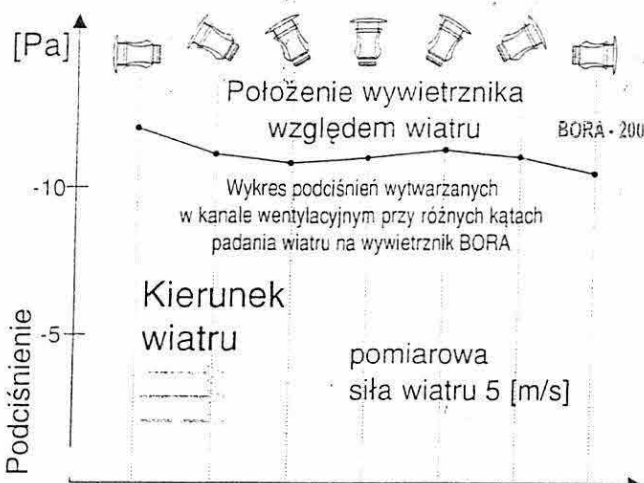 [Pa]
Położenie wywietrznika
względem wiatru
BORA - 200
-10
Wykres podciśnień wytwarzanych
w kanale wentylacyjnym przy różnych kątach
padania wiatru na wywietrznik BORA
Kierunek
wiatru
-5
pomiarowa
siła wiatru 5 [m/s]
Podciśnienie